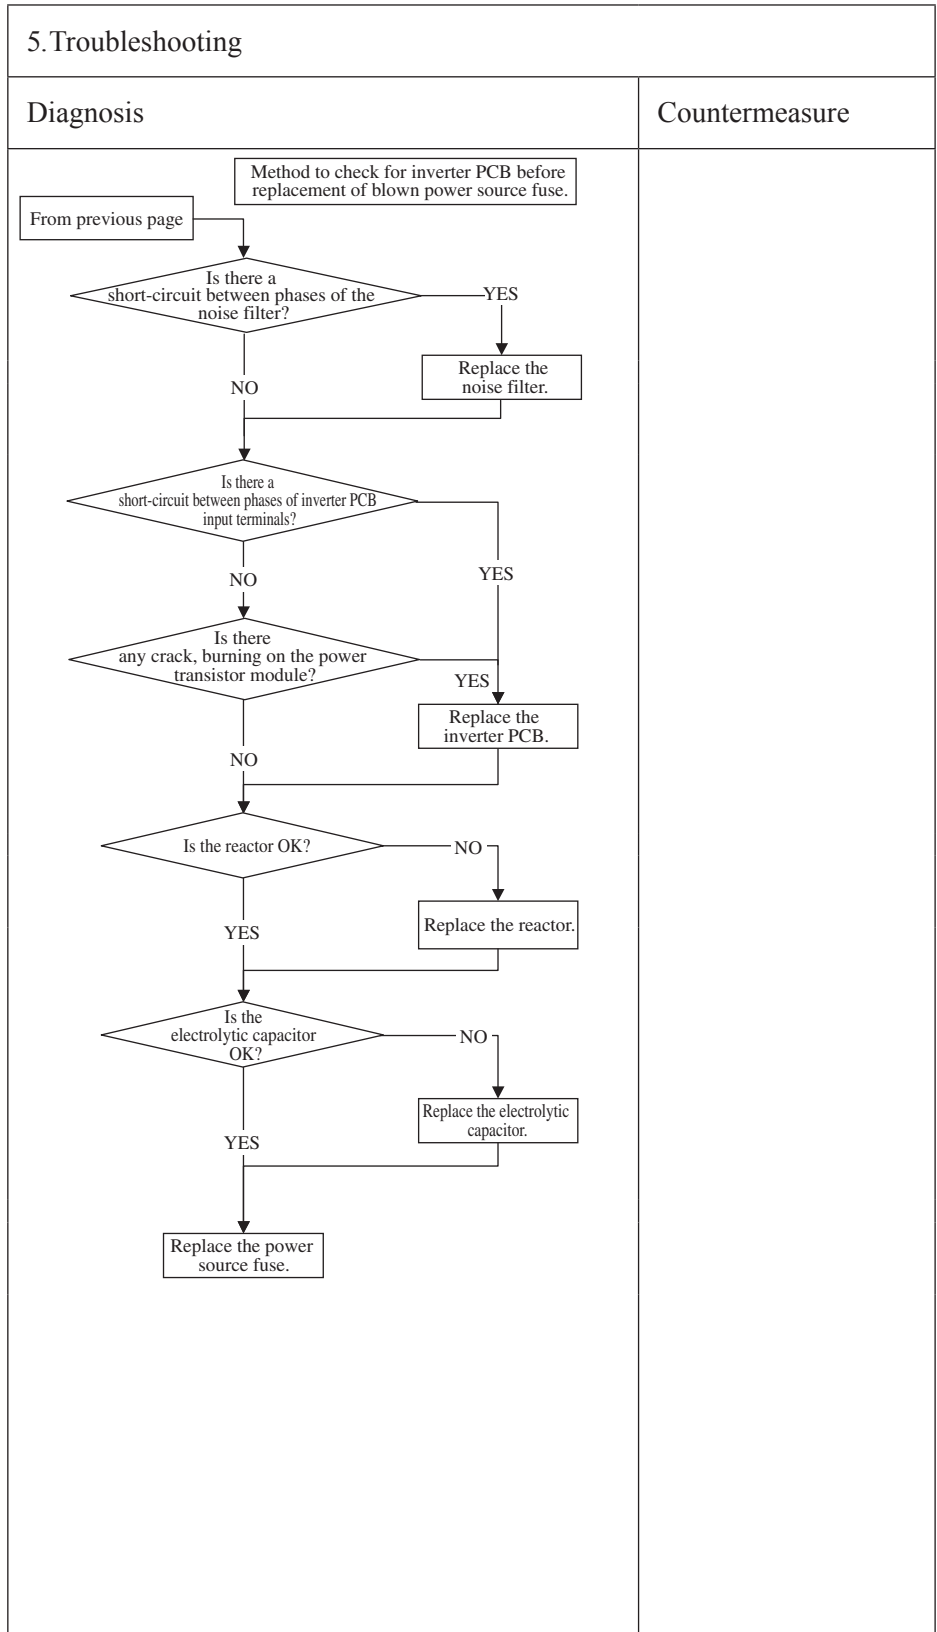 5.Troubleshooting
Diagnosis
Countermeasure
Method to check for inverter PCB before
replacement of blown power source fuse.
From previous page
Is there a
short-circuit between phases of the
noise filter?
YES
Replace the
noise filter.
NO
Is there a
short-circuit between phases of inverter PCB
input terminals?
YES
NO
Is there
any crack, burning on the power
transistor module?
YES
Replace the
inverter PCB.
NO
Is the reactor OK?
NO
Replace the reactor.
YES
Is the
electrolytic capacitor
OK?
NO
Replace the electrolytic
capacitor.
YES
Replace the power
source fuse.